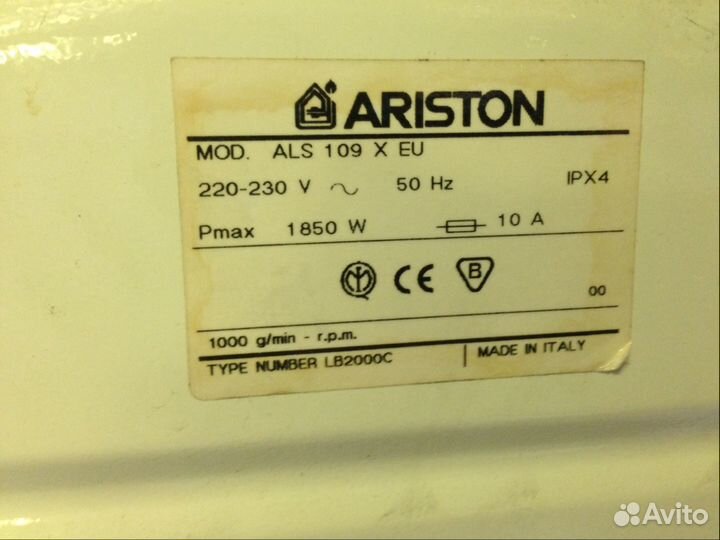 ARISTON
MOD. ALS 109 X EU
220-230 V ~ 50 Hz IPX4
Pmax 1850 W 10 A
CE B
00
1000 g/min - r.p.m.
TYPE NUMBER LB2000C MADE IN ITALY
Avito